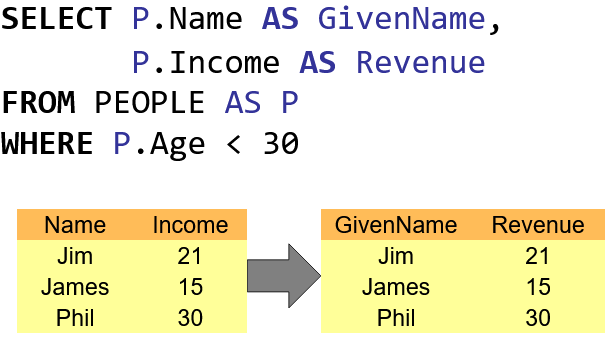 SELECT P.Name AS GivenName,
P.Income AS Revenue
FROM PEOPLE AS P
WHERE P.Age < 30
Name Income
Jim 21
James 15
Phil 30
GivenName Revenue
Jim 21
James 15
Phil 30